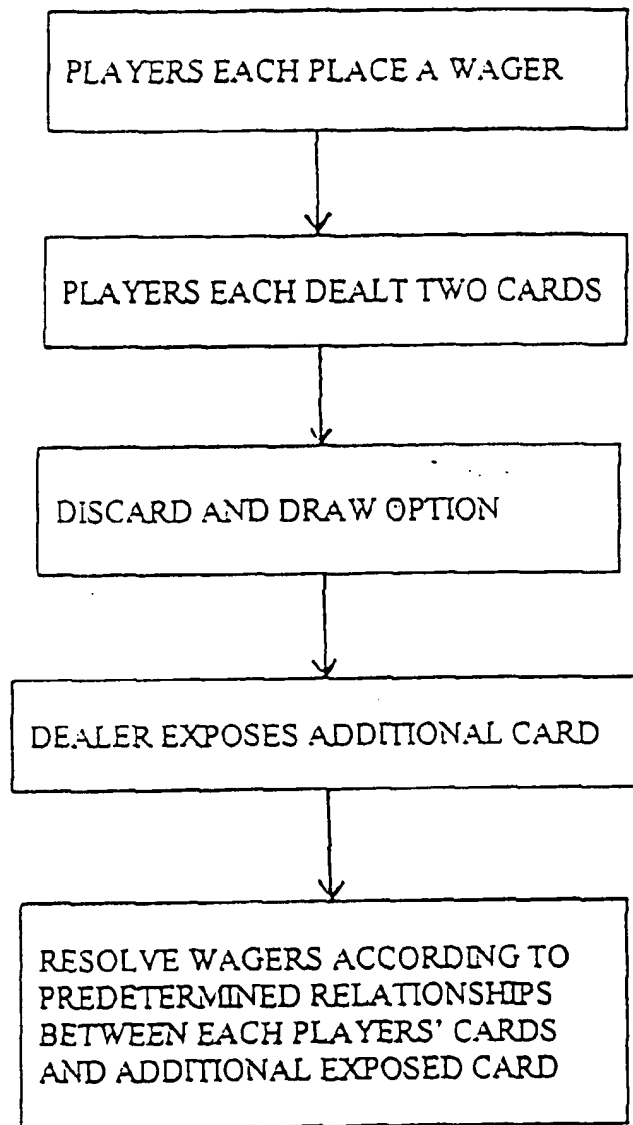 PLAYERS EACH PLACE A WAGER
PLAYERS EACH DEALT TWO CARDS
DISCARD AND DRAW OPTION
DEALER EXPOSES ADDITIONAL CARD
RESOLVE WAGERS ACCORDING TO
PREDETERMINED RELATIONSHIPS
BETWEEN EACH PLAYERS' CARDS
AND ADDITIONAL EXPOSED CARD